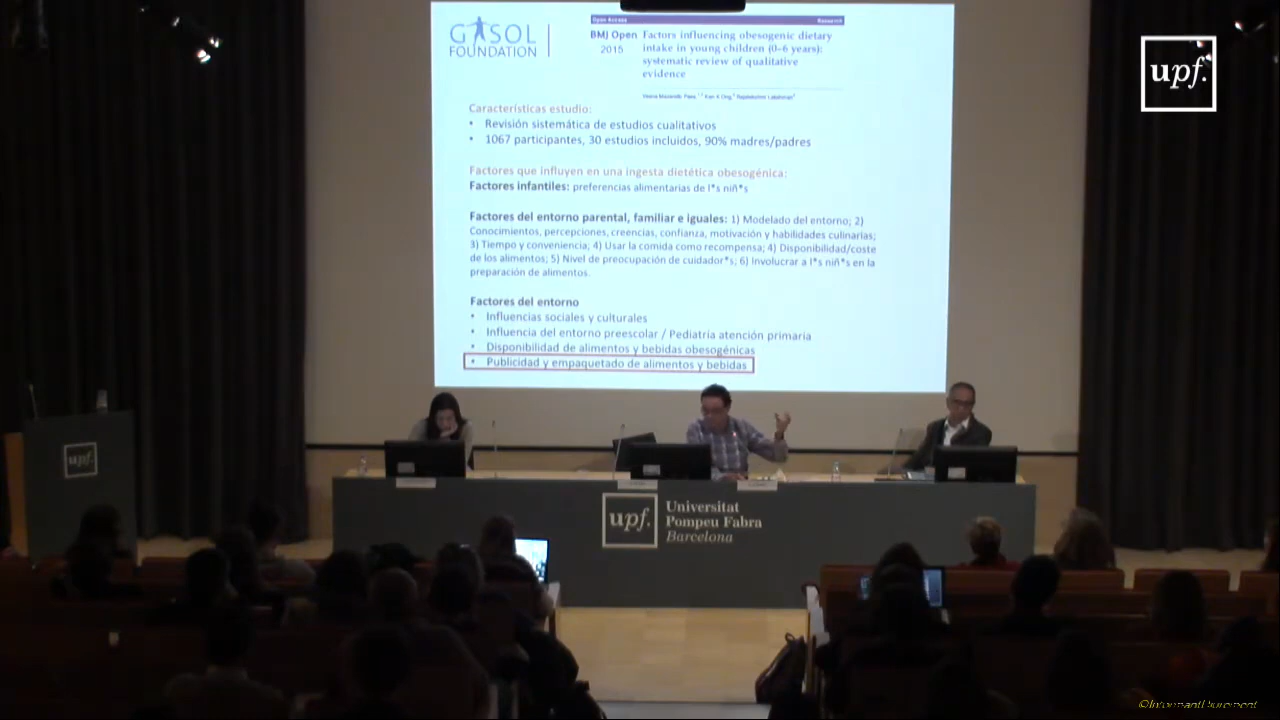 GASOL
FOUNDATION
Open Access
Research
BMJ Open
2015
Factors influencing obesogenic dietary
intake in young children (0–6 years):
systematic review of qualitative
evidence
Características estudio:
• Revisión sistemática de estudios cualitativos
• 1067 participantes, 30 estudios incluidos, 90% madres/padres
Factores que influyen en una ingesta dietética obesogénica:
Factores infantiles: preferencias alimentarias de l*s niñ*s
Factores del entorno parental, familiar e iguales: 1) Modelado del entorno; 2)
Conocimientos, percepciones, creencias, confianza, motivación y habilidades culinarias;
3) Tiempo y conveniencia; 4) Usar la comida como recompensa; 4) Disponibilidad/coste
de los alimentos; 5) Nivel de preocupación de cuidador*s; 6) Involucrar a l*s niñ*s en la
preparación de alimentos.
Factores del entorno
• Influencias sociales y culturales
• Influencia del entorno preescolar / Pediatría atención primaria
• Disponibilidad de alimentos y bebidas obesogénicas
• Publicidad y empaquetado de alimentos y bebidas
upf.
upf.
upf.
Universitat
Pompeu Fabra
Barcelona